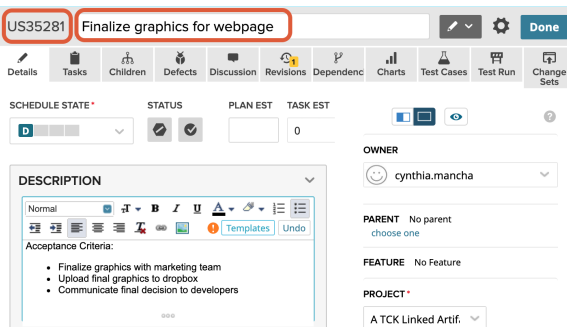 US35281 Finalize graphics for webpage Done
Details Tasks Children Defects Discussion Revisions 1 Dependenc Charts Test Cases Test Run Change Sets
SCHEDULE STATE * STATUS PLAN EST TASK EST
D 0
OWNER
cynthia.mancha
DESCRIPTION
Normal T B I U A
Templates Undo
PARENT No parent
choose one
Acceptance Criteria:
Finalize graphics with marketing team
Upload final graphics to dropbox
Communicate final decision to developers
FEATURE No Feature
PROJECT *
A TCK Linked Artif